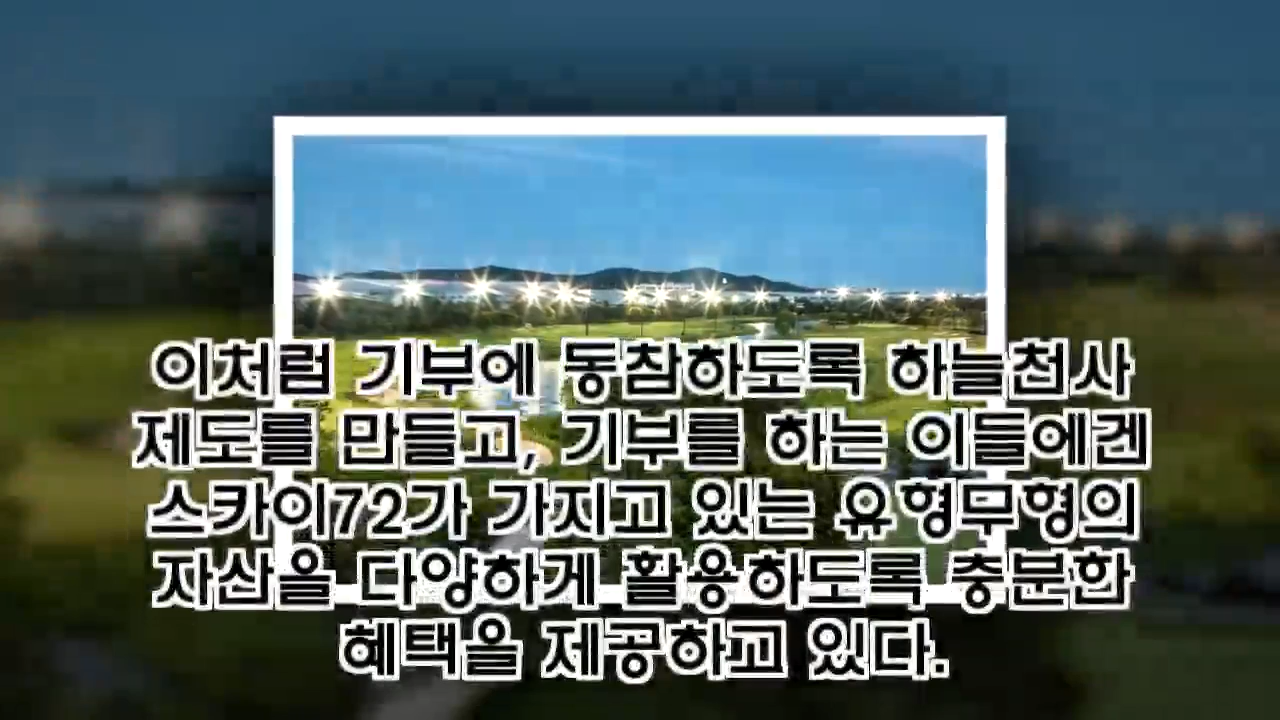 이처럼 기부에 동참하도록 하늘천사
제도를 만들고, 기부를 하는 이들에겐
스카이72가 가지고 있는 유형무형의
자산을 다양하게 활용하도록 충분한
혜택을 제공하고 있다.